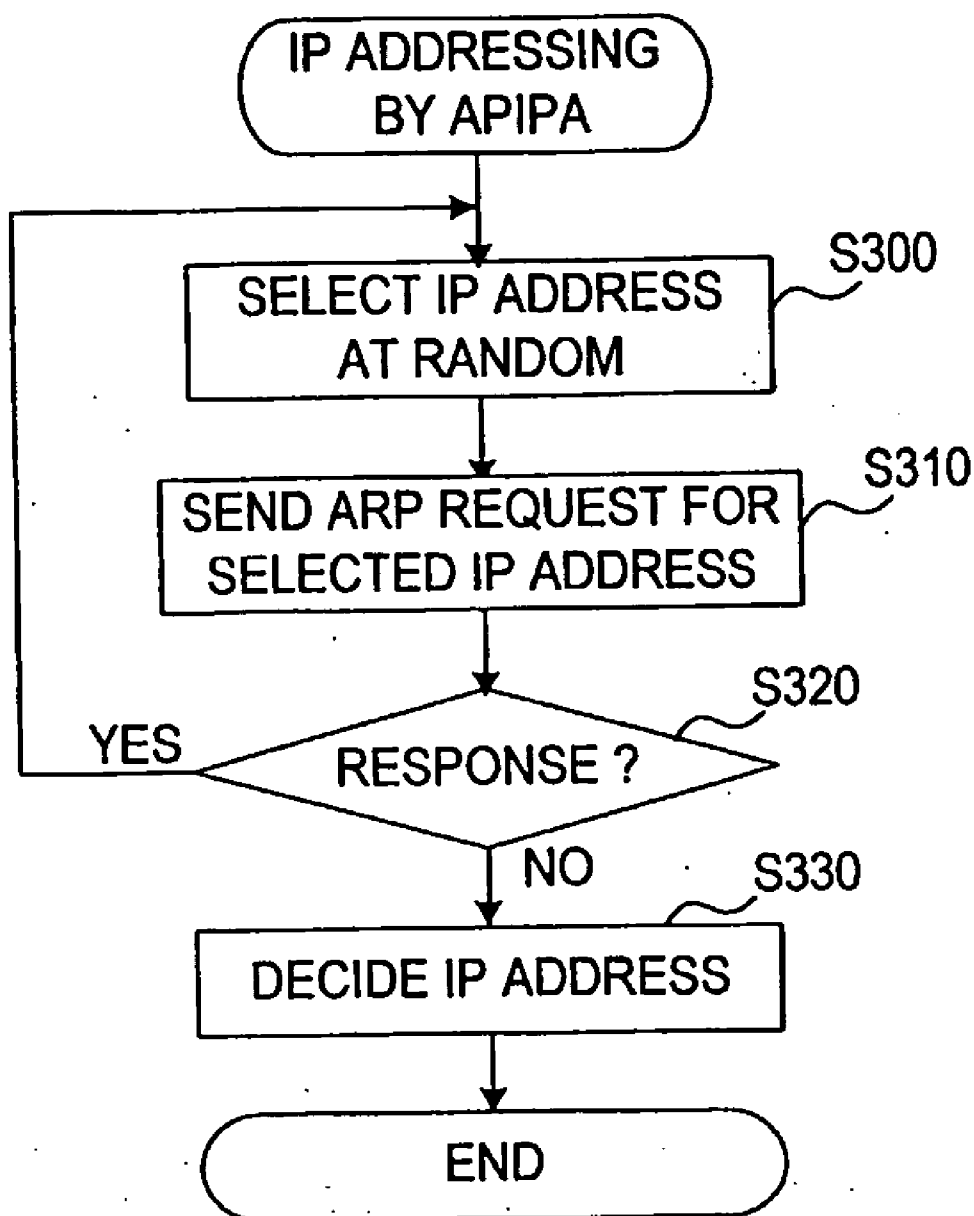 IP ADDRESSING
BY APIPA
S300
SELECT IP ADDRESS
AT RANDOM
S310
SEND ARP REQUEST FOR
SELECTED IP ADDRESS
S320
YES
RESPONSE ?
NO
S330
DECIDE IP ADDRESS
END